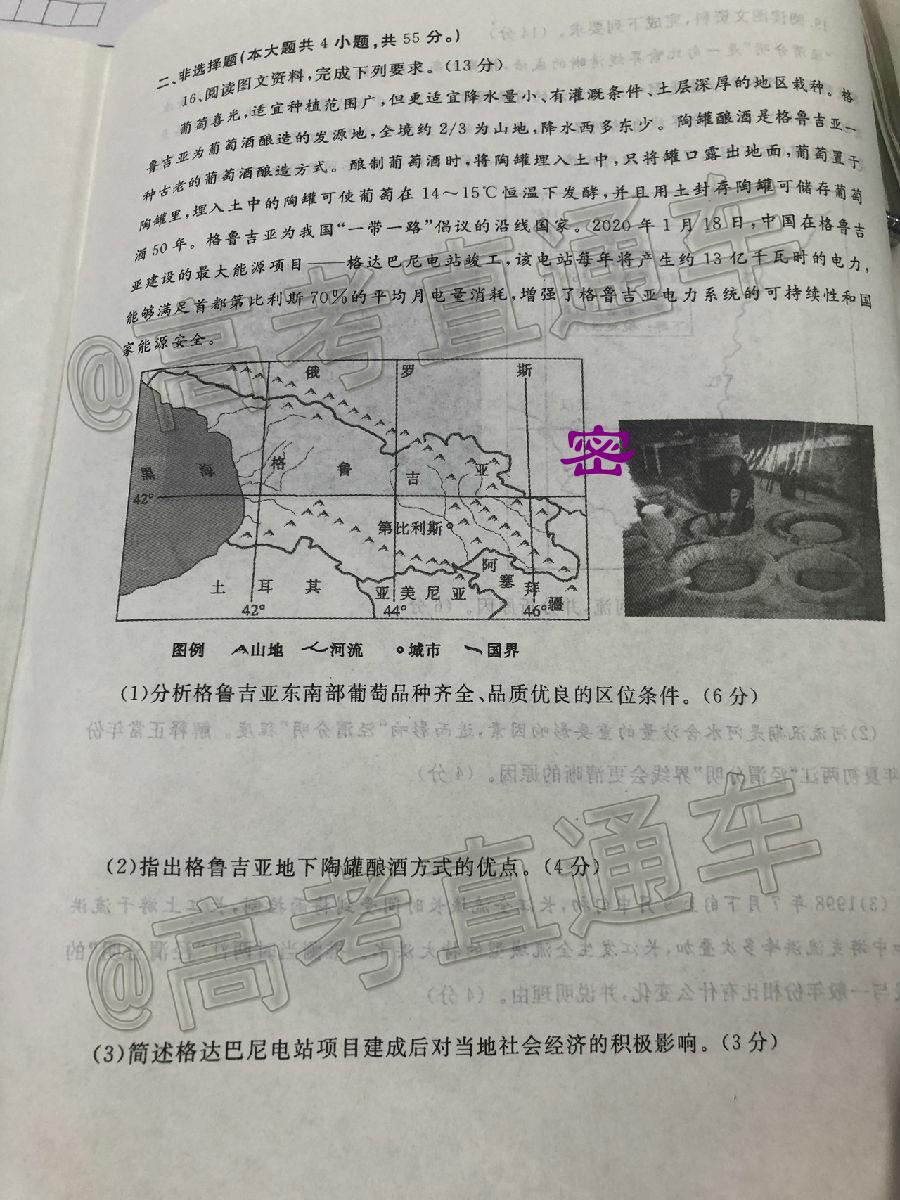 二、非选择题(本大题共4小题,共55分。)
16、阅读图文资料,完成下列要求。(13分)
葡萄喜光,适宜种植范围广,但更适宜降水量小、有灌溉条件、土层深厚的地区栽种。格
鲁吉亚为葡萄酒酿造的发源地,全境约2/3为山地,降水西多东少。陶罐酿酒是格鲁吉亚一
种古老的葡萄酒酿造方式。酿制葡萄酒时,将陶罐埋入土中,只将罐口露出地面,葡萄置于
陶罐里,埋入土中的陶罐可使葡萄在14～15℃恒温下发酵,并且用土封存陶罐可储存葡萄
酒50年。格鲁吉亚为我国“一带一路”倡议的沿线国家。2020年1月18日,中国在格鲁吉
亚建设的最大能源项目——格达巴尼电站竣工,该电站每年将产生约13亿千瓦时的电力,
能够满足首都第比利斯70%的平均月电量消耗,增强了格鲁吉亚电力系统的可持续性和国
家能源安全。
@高考直通车
俄 罗 斯
密
黑 海 格 鲁 吉 亚
42°
第比利斯
土 耳 其 亚美尼亚 阿塞拜疆
42° 44° 46°
图例 山地 河流 城市 国界
(1)分析格鲁吉亚东南部葡萄品种齐全、品质优良的区位条件。(6分)
(2)指出格鲁吉亚地下陶罐酿酒方式的优点。(4分)
@高考直通车
(3)简述格达巴尼电站项目建成后对当地社会经济的积极影响。(3分)